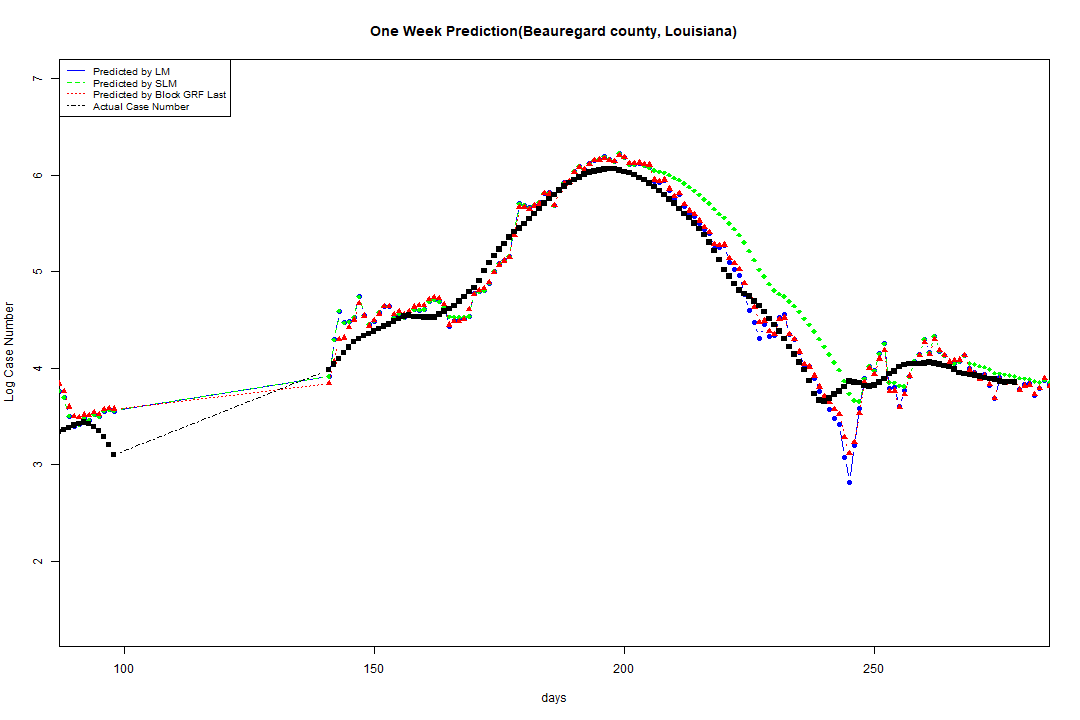 One Week Prediction(Beauregard county, Louisiana)
Predicted by LM
Predicted by SLM
Predicted by Block GRF Last
Actual Case Number
Log Case Number
7
6
5
4
3
2
100 150 200 250
days